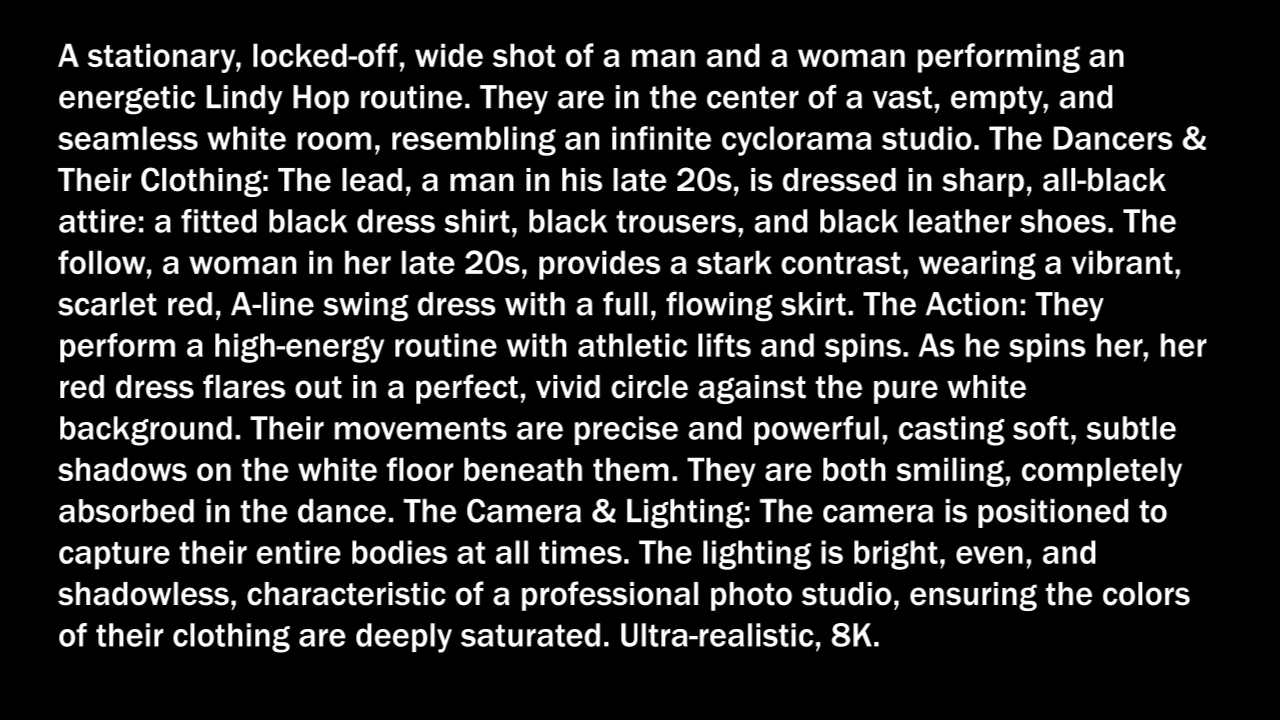 A stationary, locked-off, wide shot of a man and a woman performing an
energetic Lindy Hop routine. They are in the center of a vast, empty, and
seamless white room, resembling an infinite cyclorama studio. The Dancers &
Their Clothing: The lead, a man in his late 20s, is dressed in sharp, all-black
attire: a fitted black dress shirt, black trousers, and black leather shoes. The
follow, a woman in her late 20s, provides a stark contrast, wearing a vibrant,
scarlet red, A-line swing dress with a full, flowing skirt. The Action: They
perform a high-energy routine with athletic lifts and spins. As he spins her, her
red dress flares out in a perfect, vivid circle against the pure white
background. Their movements are precise and powerful, casting soft, subtle
shadows on the white floor beneath them. They are both smiling, completely
absorbed in the dance. The Camera & Lighting: The camera is positioned to
capture their entire bodies at all times. The lighting is bright, even, and
shadowless, characteristic of a professional photo studio, ensuring the colors
of their clothing are deeply saturated. Ultra-realistic, 8K.